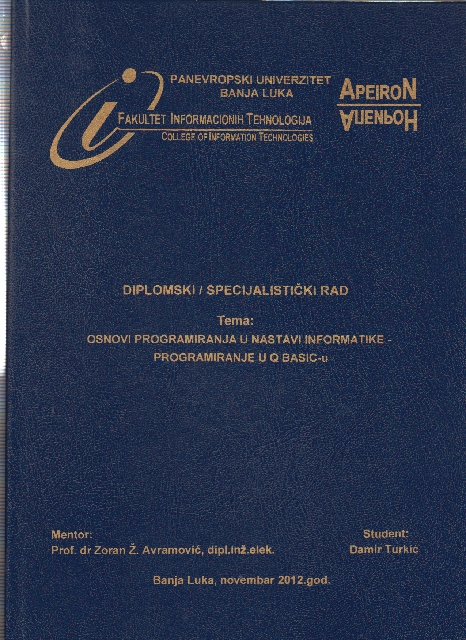 PANEVROPSKI UNIVERZITET
BANJA LUKA
FAKULTET INFORMACIONIH TEHNOLOGIJA
COLLEGE OF INFORMATION TECHNOLOGIES
APEIRON
АПЕИРОН
DIPLOMSKI / SPECIJALISTIČKI RAD
Tema:
OSNOVI PROGRAMIRANJA U NASTAVI INFORMATIKE -
PROGRAMIRANJE U Q BASIC-u
Mentor:
Prof. dr Zoran Ž. Avramović, dipl.inž.elek.
Student:
Damir Turkić
Banja Luka, novembar 2012.god.